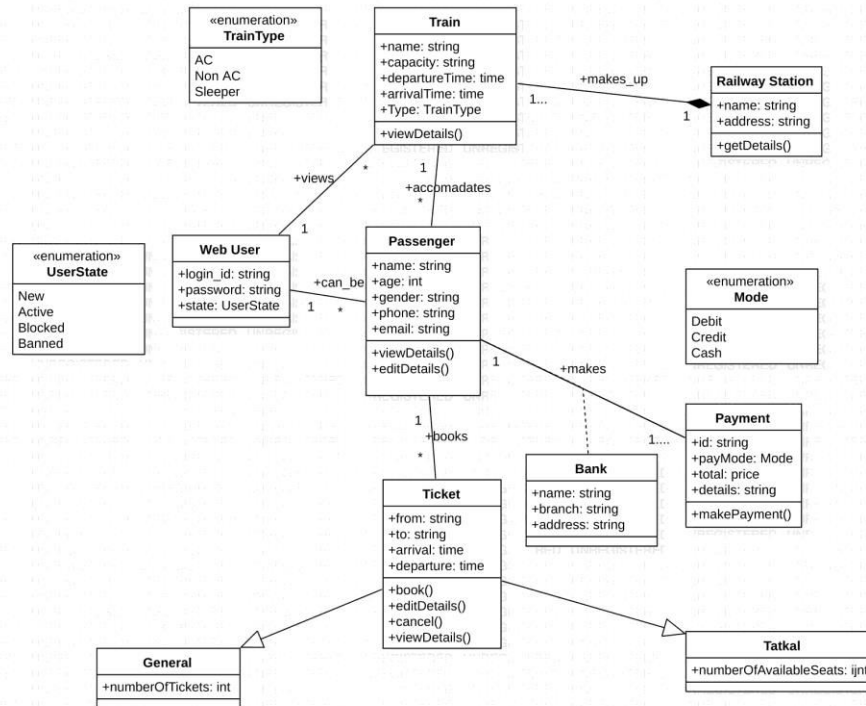 «enumeration»
TrainType
AC
Non AC
Sleeper
Train
+name: string
+capacity: string
+departureTime: time
+arrivalTime: time
+Type: TrainType
+viewDetails()
+makes_up
1...
1
Railway Station
+name: string
+address: string
+getDetails()
+views
*
1
1
+accomadates
*
«enumeration»
UserState
New
Active
Blocked
Banned
Web User
+login_id: string
+password: string
+state: UserState
+can_be
1
*
Passenger
+name: string
+age: int
+gender: string
+phone: string
+email: string
+viewDetails()
+editDetails()
«enumeration»
Mode
Debit
Credit
Cash
1
+makes
1....
Payment
+id: string
+payMode: Mode
+total: price
+details: string
+makePayment()
1
+books
*
Bank
+name: string
+branch: string
+address: string
Ticket
+from: string
+to: string
+arrival: time
+departure: time
+book()
+editDetails()
+cancel()
+viewDetails()
General
+numberOfTickets: int
Tatkal
+numberOfAvailableSeats: ijnt